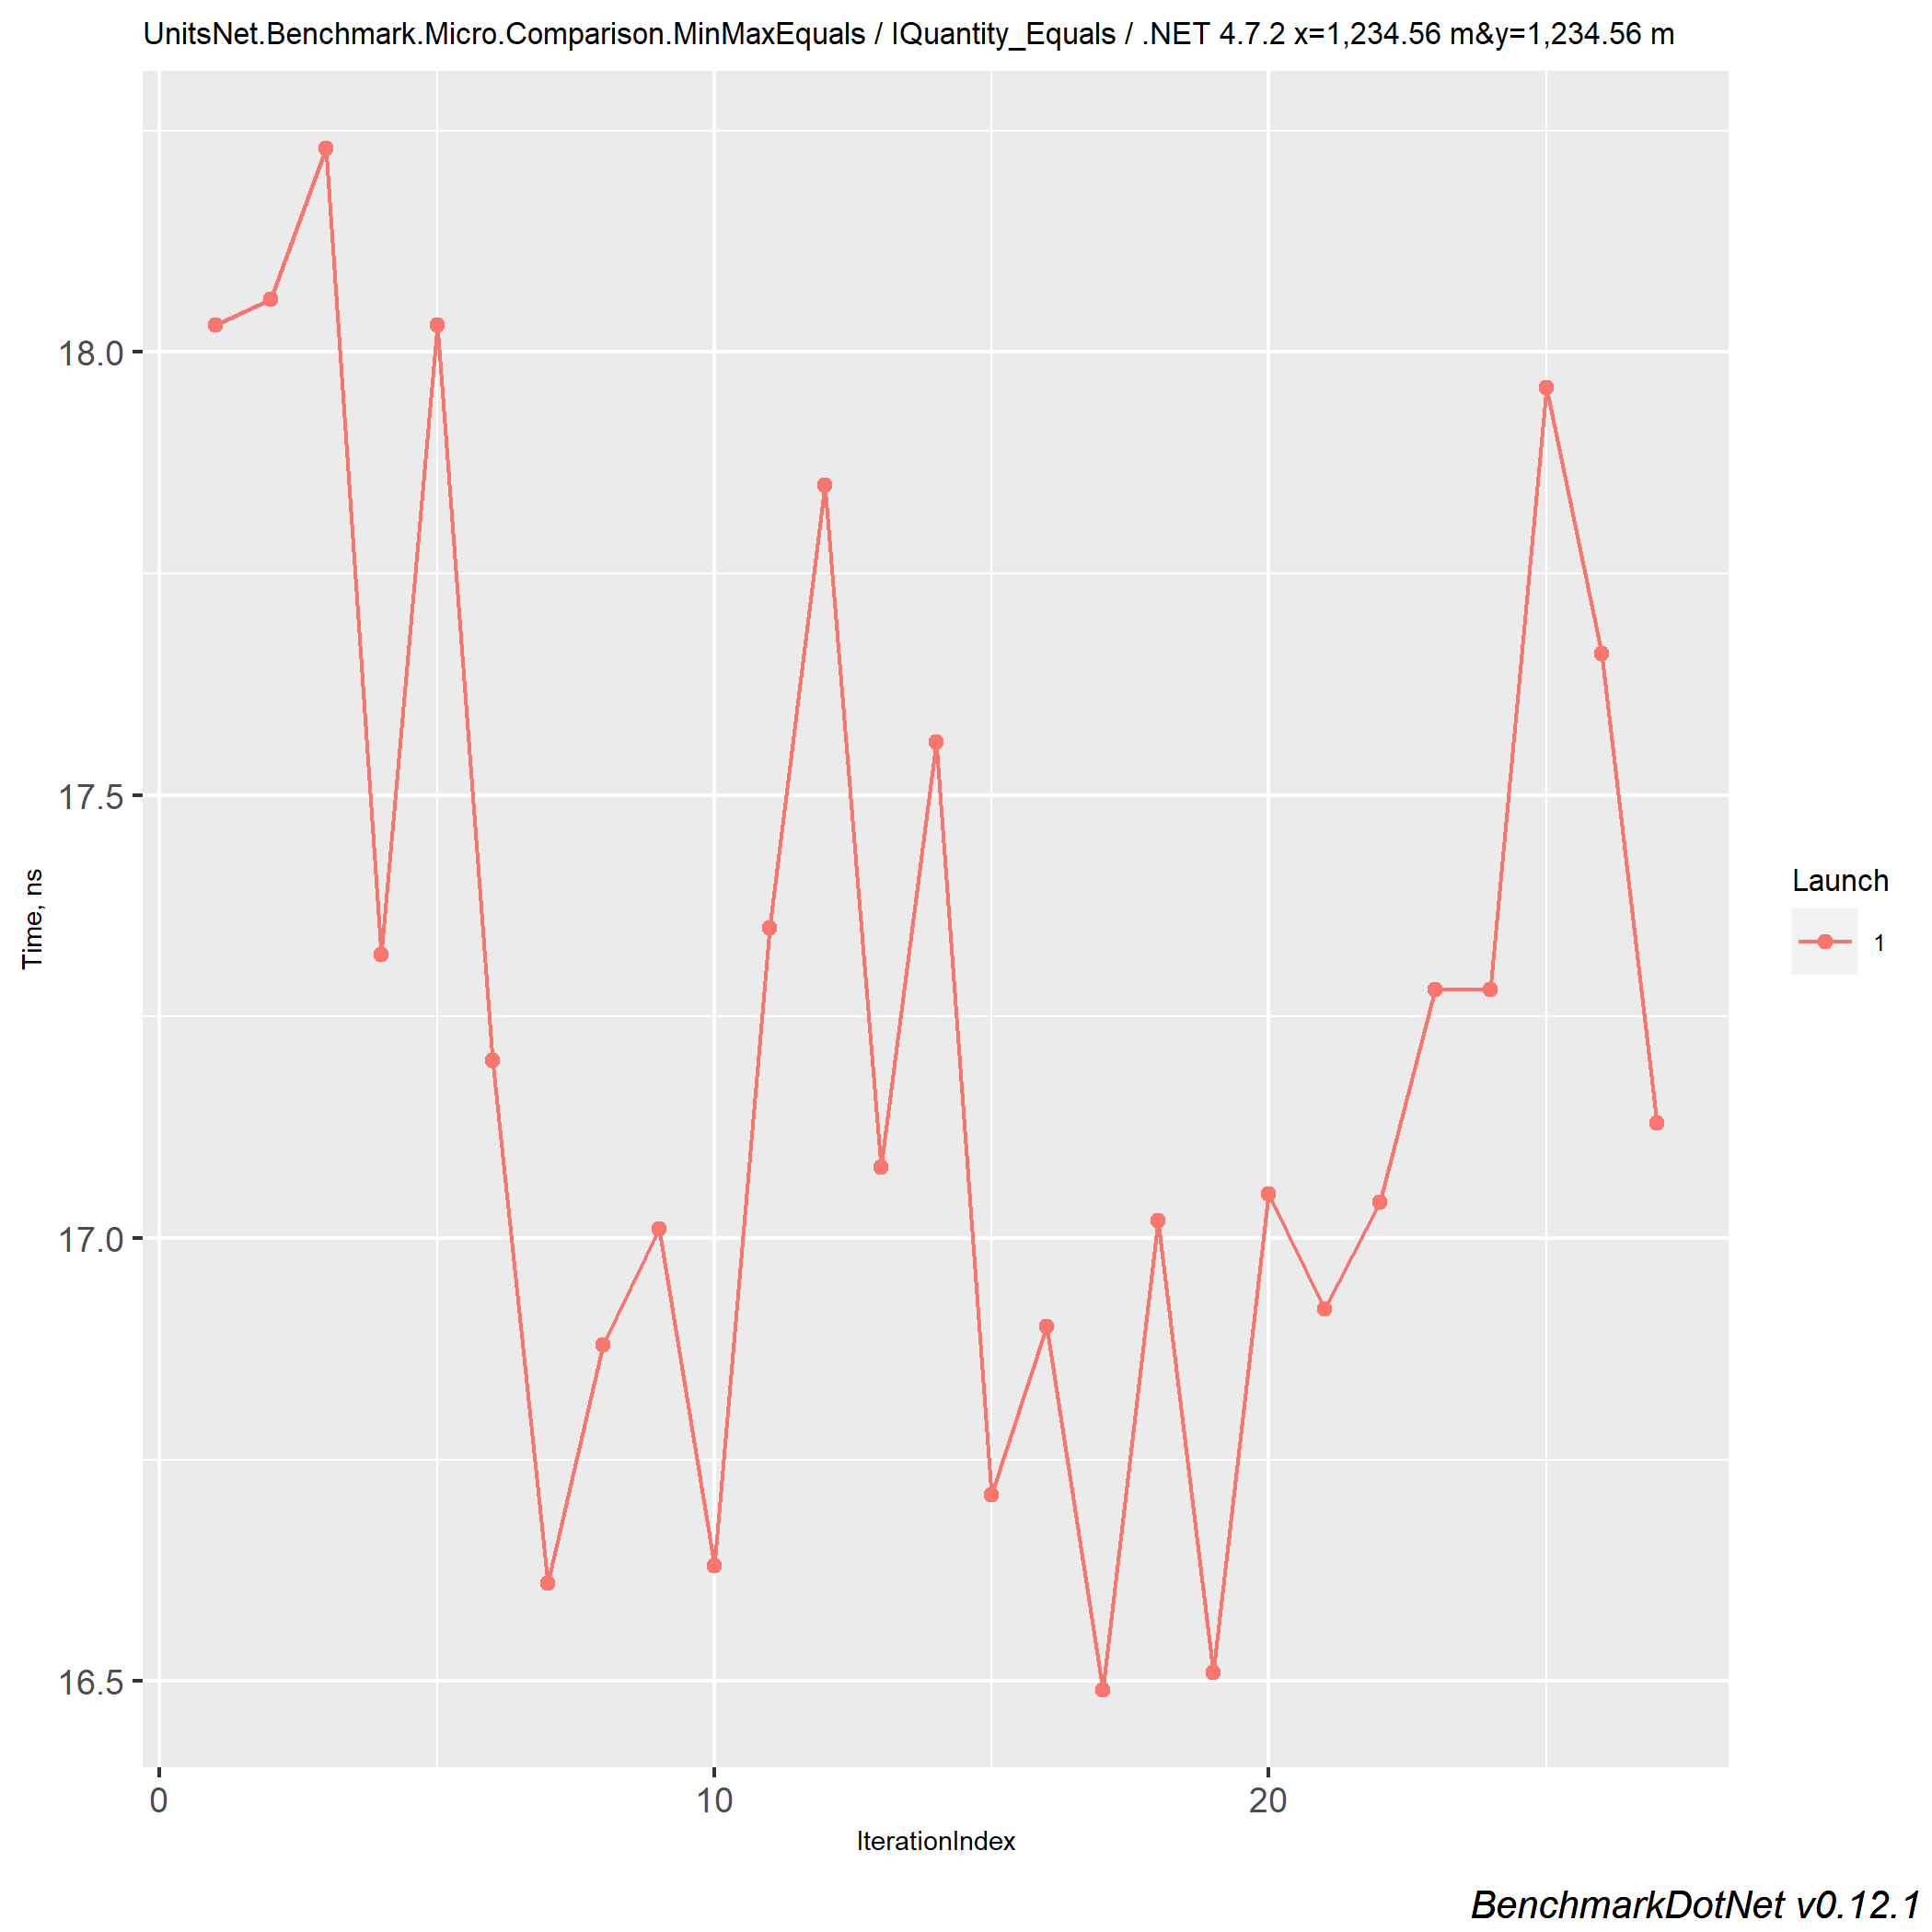 UnitsNet.Benchmark.Micro.Comparison.MinMaxEquals / IQuantity_Equals / .NET 4.7.2 x=1,234.56 m&y=1,234.56 m
18.0
17.5
17.0
16.5
Time, ns
0 10 20
IterationIndex
Launch
1
BenchmarkDotNet v0.12.1